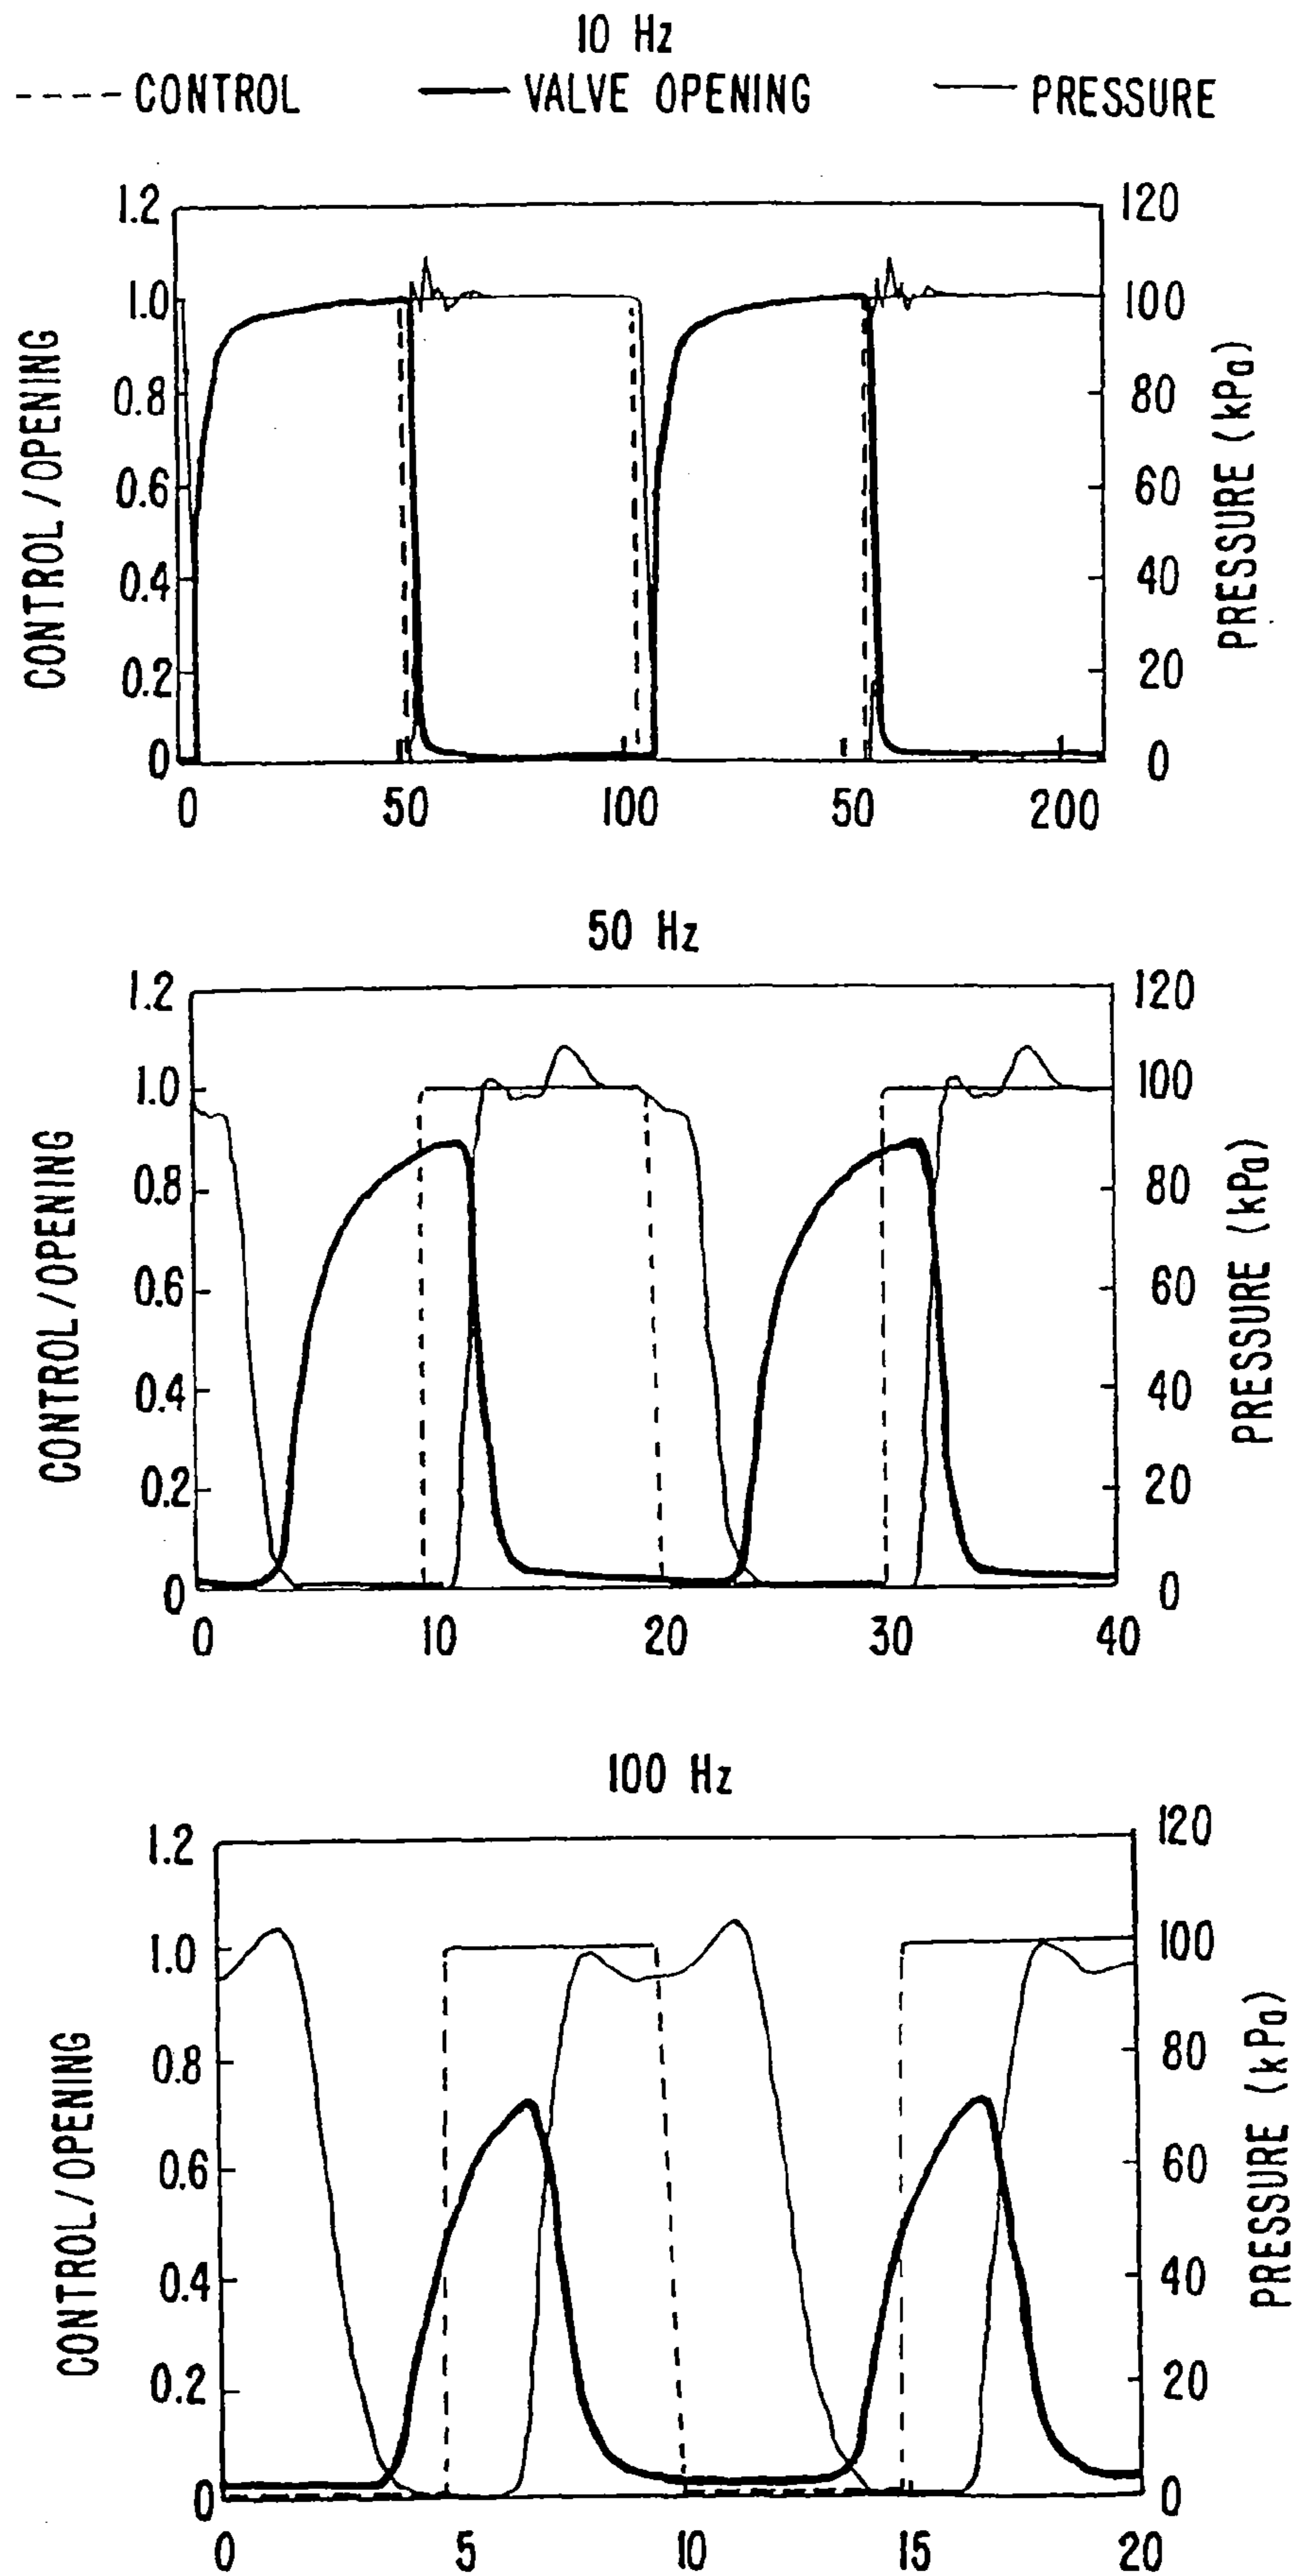 10 Hz
---- CONTROL — VALVE OPENING — PRESSURE
1.2 120
1.0 100
0.8 80
0.6 60
0.4 40
0.2 20
0 0
CONTROL / OPENING
PRESSURE (kPa)
0 50 100 50 200
50 Hz
1.2 120
1.0 100
0.8 80
0.6 60
0.4 40
0.2 20
0 0
CONTROL / OPENING
PRESSURE (kPa)
0 10 20 30 40
100 Hz
1.2 120
1.0 100
0.8 80
0.6 60
0.4 40
0.2 20
0 0
CONTROL / OPENING
PRESSURE (kPa)
0 5 10 15 20